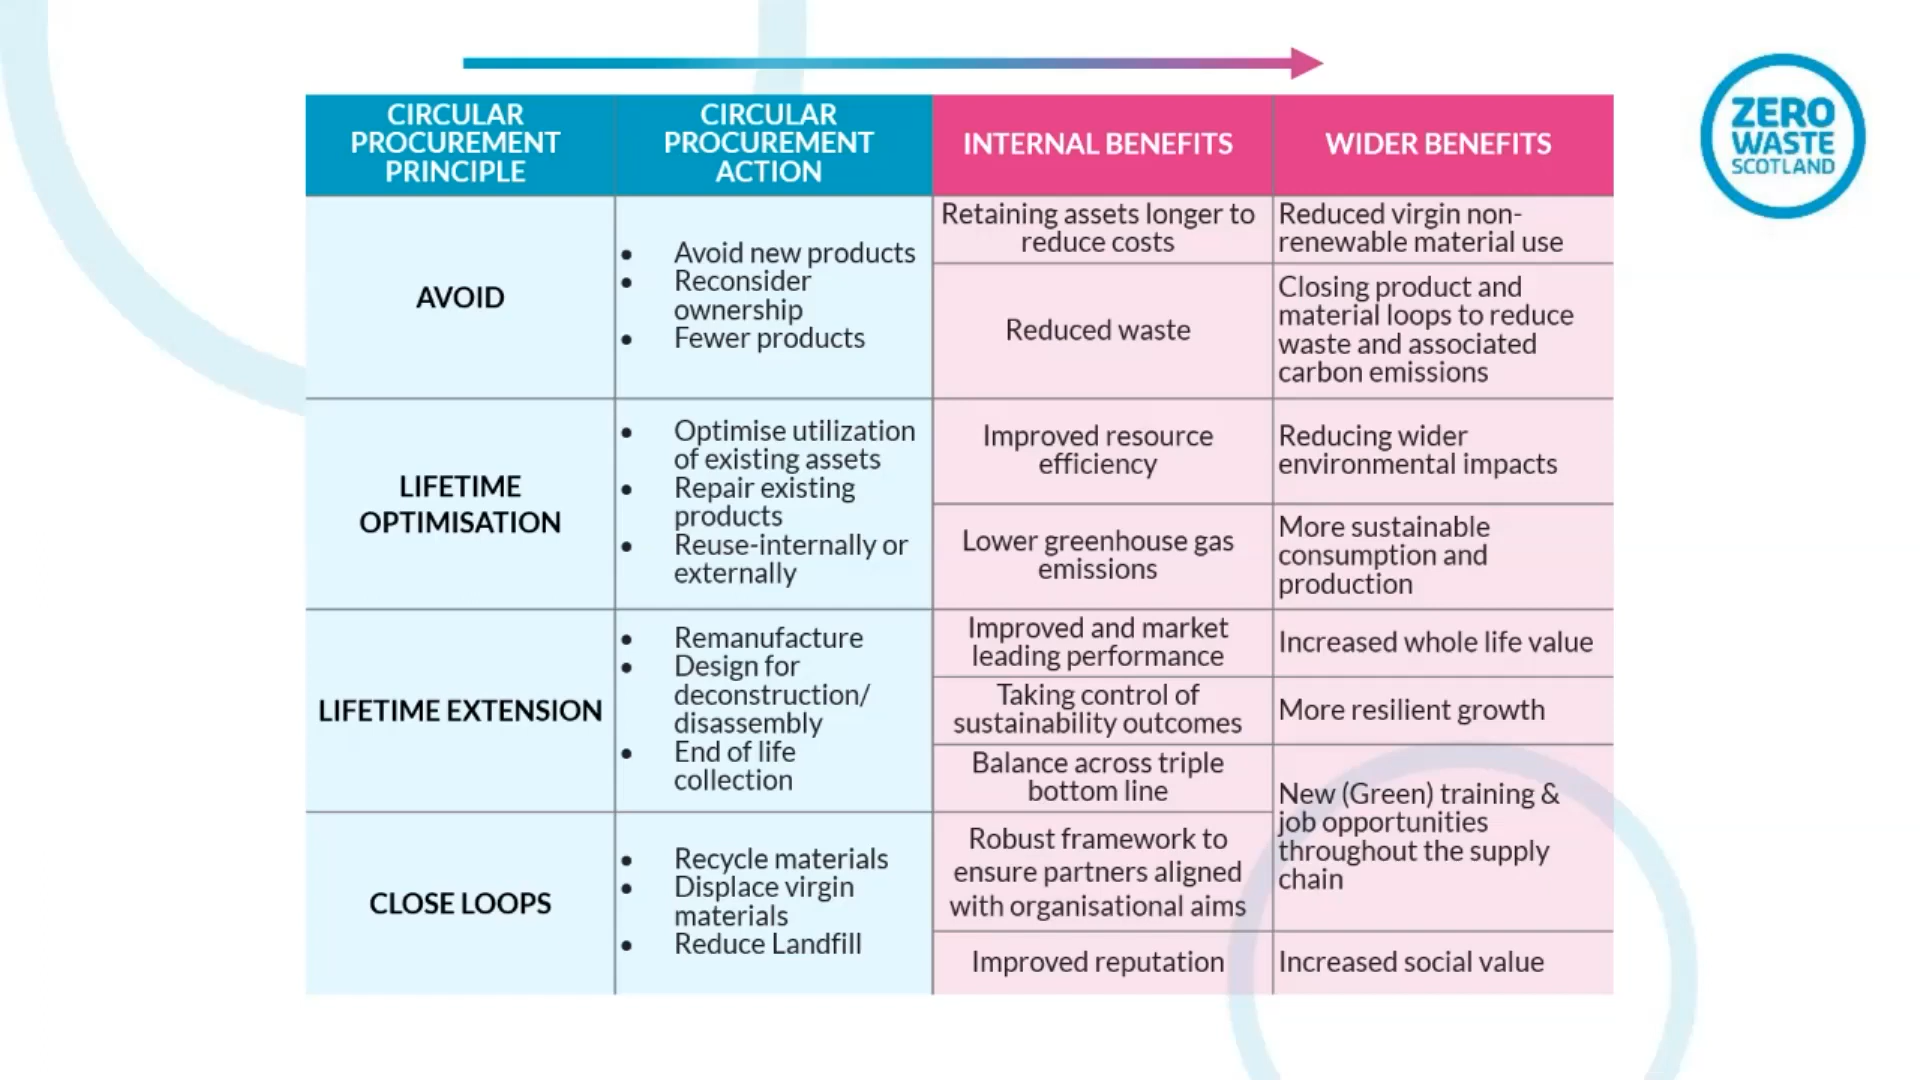 CIRCULAR
PROCUREMENT
PRINCIPLE
CIRCULAR
PROCUREMENT
ACTION
INTERNAL BENEFITS
WIDER BENEFITS
ZERO
WASTE
SCOTLAND
AVOID
• Avoid new products
• Reconsider
ownership
• Fewer products
Retaining assets longer to
reduce costs
Reduced virgin non-
renewable material use
Reduced waste
Closing product and
material loops to reduce
waste and associated
carbon emissions
LIFETIME
OPTIMISATION
• Optimise utilization
of existing assets
• Repair existing
products
• Reuse-internally or
externally
Improved resource
efficiency
Reducing wider
environmental impacts
Lower greenhouse gas
emissions
More sustainable
consumption and
production
LIFETIME EXTENSION
• Remanufacture
• Design for
deconstruction/
disassembly
• End of life
collection
Improved and market
leading performance
Increased whole life value
Taking control of
sustainability outcomes
More resilient growth
Balance across triple
bottom line
New (Green) training &
job opportunities
throughout the supply
chain
CLOSE LOOPS
• Recycle materials
• Displace virgin
materials
• Reduce Landfill
Robust framework to
ensure partners aligned
with organisational aims
Improved reputation
Increased social value